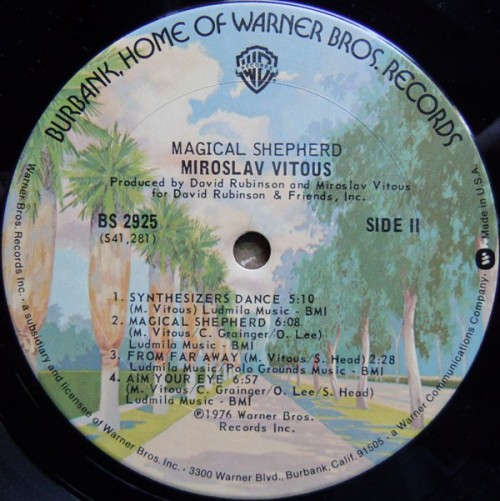 BURBANK, HOME OF WARNER BROS. RECORDS
RECORDS
MAGICAL SHEPHERD
MIROSLAV VITOUS
Produced by David Rubinson and Miroslav Vitous
for David Rubinson & Friends, Inc.
BS 2925
(S41,281)
SIDE II
1. SYNTHESIZERS DANCE 5:10
(M. Vitous) Ludmila Music - BMI
2. MAGICAL SHEPHERD 6:08
(M. Vitous/C. Grainger/O. Lee)
Ludmila Music - BMI
3. FROM FAR AWAY (M. Vitous/S. Head) 2:28
Ludmila Music/Polo Grounds Music - BMI
4. AIM YOUR EYE 6:57
(M. Vitous/C. Grainger/O. Lee/S. Head)
Ludmila Music - BMI
℗1976 Warner Bros.
Records Inc.
Warner Bros. Records Inc. • a subsidiary and licensee of Warner Bros. Inc. • 3300 Warner Blvd., Burbank, Calif. 91505 • a Warner Communications Company • Made in U.S.A.